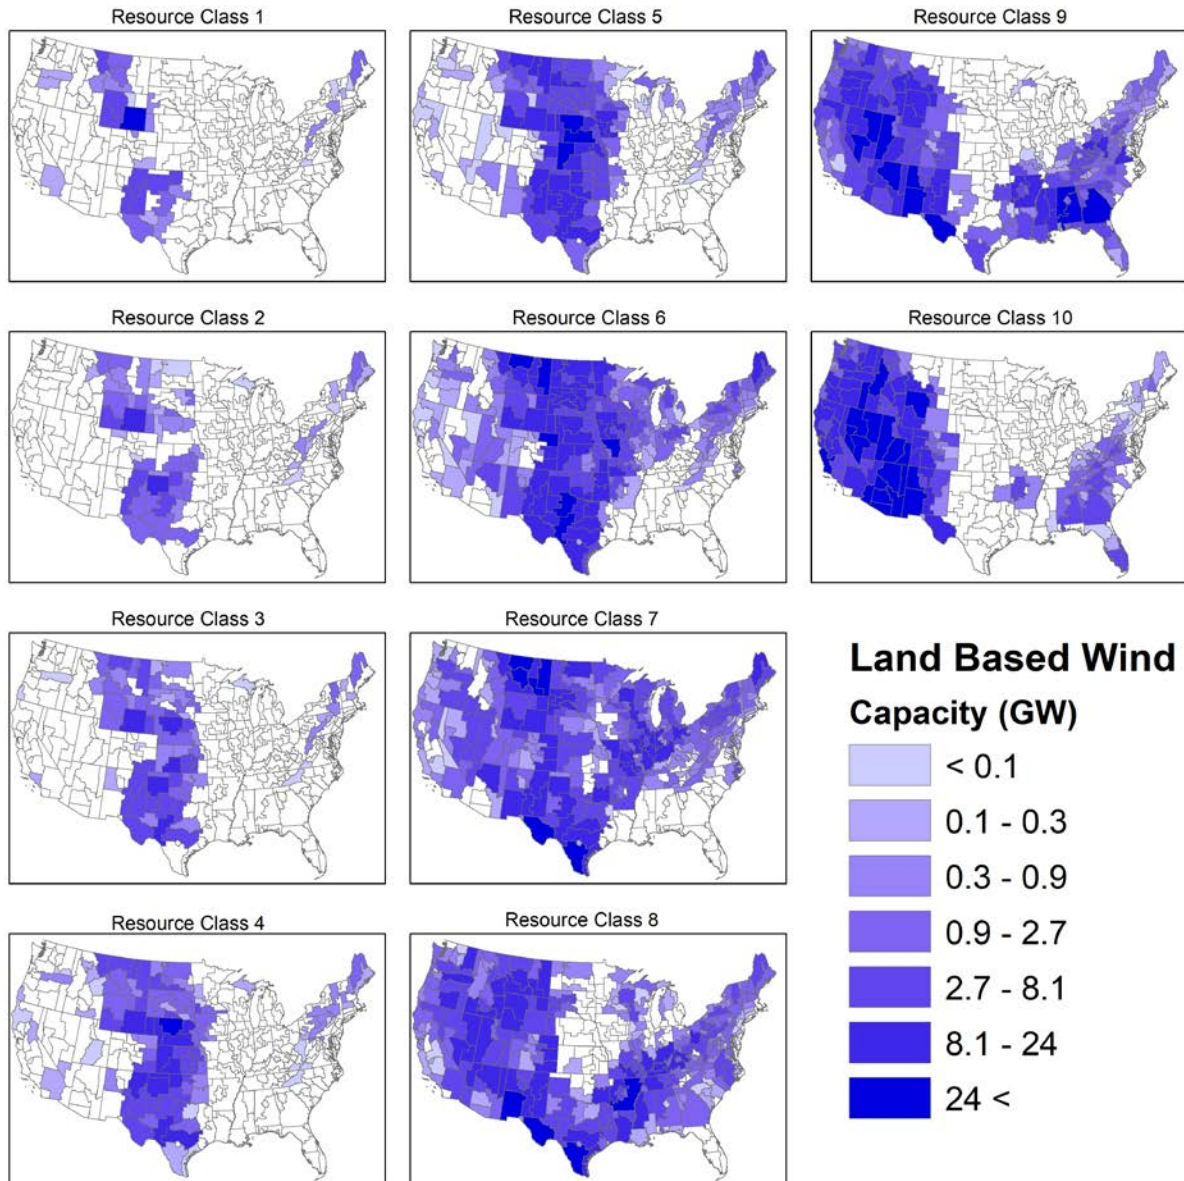 Resource Class 1
Resource Class 5
Resource Class 9
Resource Class 2
Resource Class 6
Resource Class 10
Resource Class 3
Resource Class 7
Resource Class 4
Resource Class 8
Land Based Wind
Capacity (GW)
< 0.1
0.1 - 0.3
0.3 - 0.9
0.9 - 2.7
2.7 - 8.1
8.1 - 24
24 <